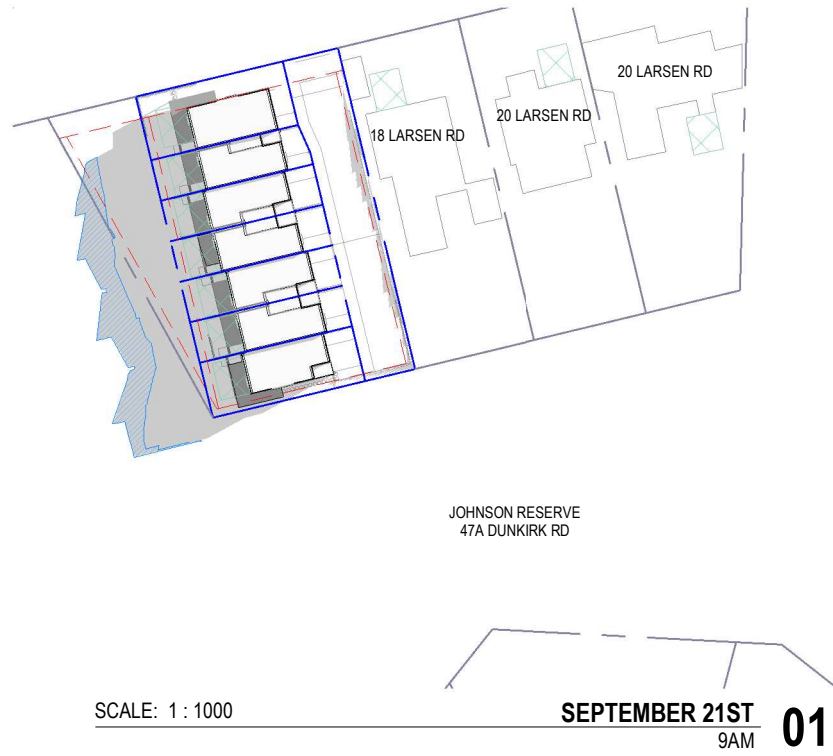 20 LARSEN RD
20 LARSEN RD
18 LARSEN RD
JOHNSON RESERVE
47A DUNKIRK RD
SCALE: 1 : 1000
SEPTEMBER 21ST
9AM
01